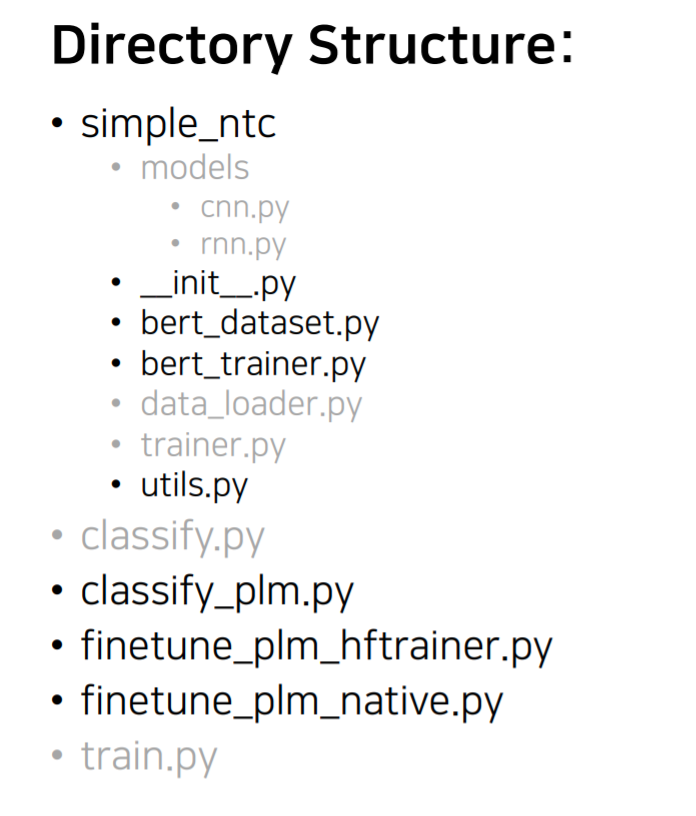 Directory Structure:
• simple_ntc
• models
• cnn.py
• rnn.py
• __init__.py
• bert_dataset.py
• bert_trainer.py
• data_loader.py
• trainer.py
• utils.py
• classify.py
• classify_plm.py
• finetune_plm_hftrainer.py
• finetune_plm_native.py
• train.py